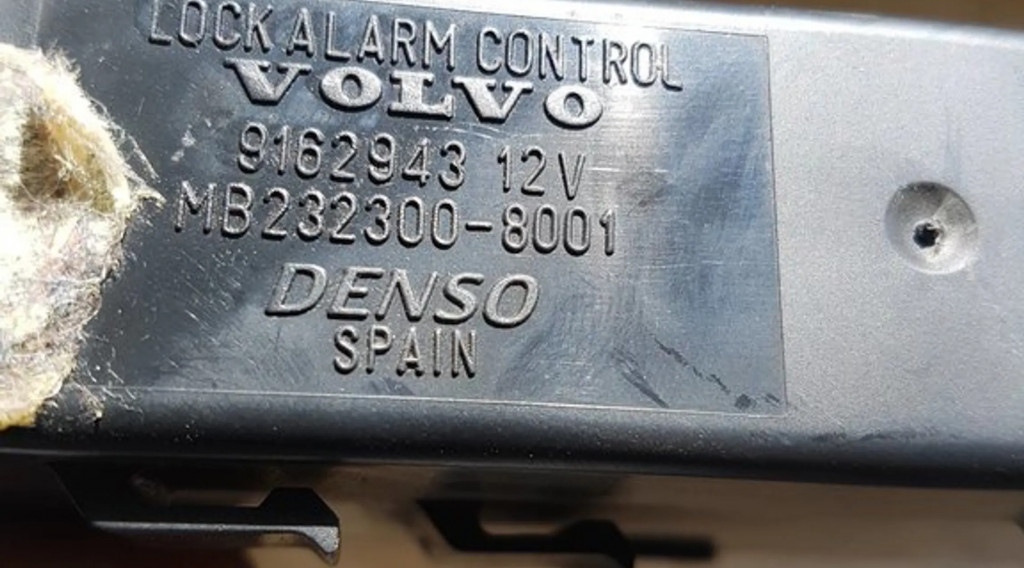 LOCK ALARM CONTROL
VOLVO
9162943 12V
MB232300-8001
DENSO
SPAIN